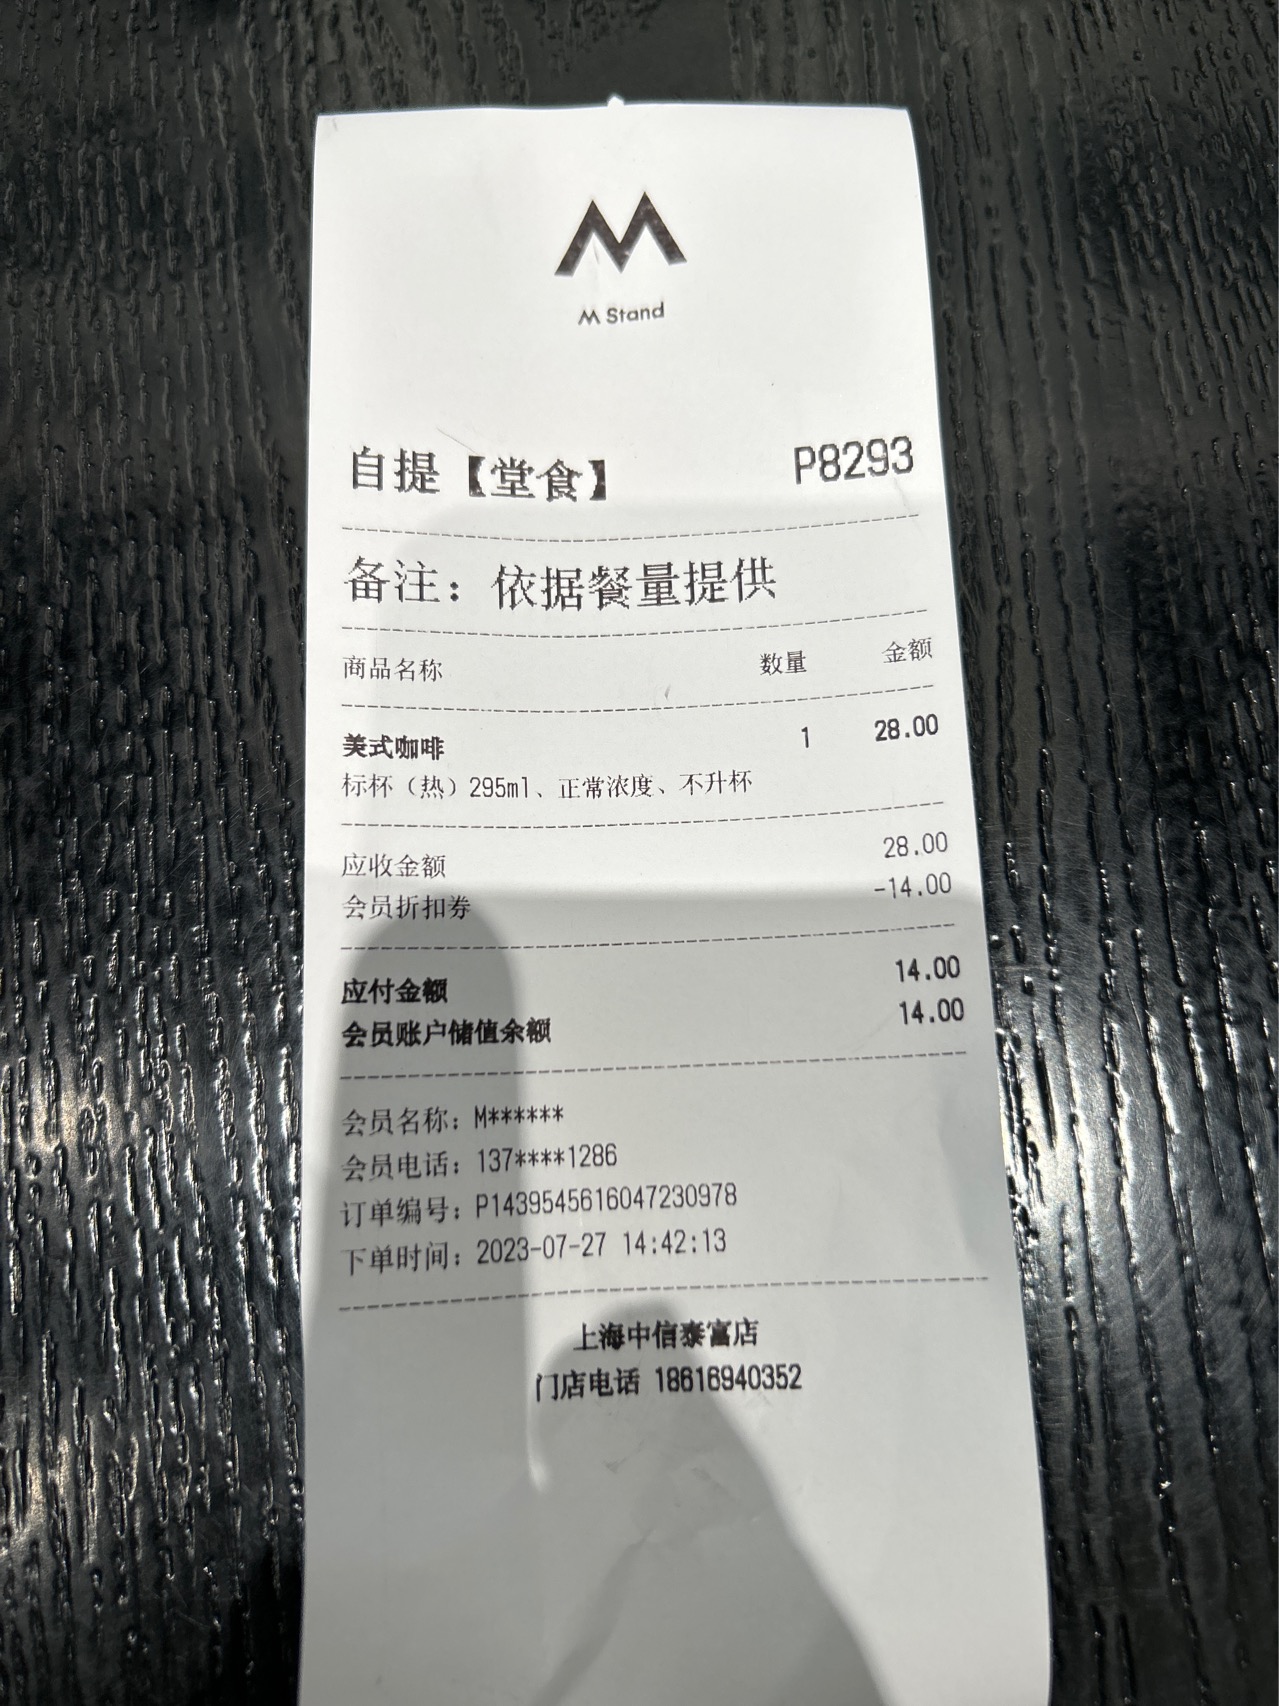 M
M Stand
自提【堂食】 P8293
备注：依据餐量提供
商品名称 数量 金额
美式咖啡 1 28.00
标杯（热）295ml、正常浓度、不升杯
应收金额 28.00
会员折扣券 -14.00
应付金额 14.00
会员账户储值余额 14.00
会员名称：M******
会员电话：137****1286
订单编号：P1439545616047230978
下单时间：2023-07-27 14:42:13
上海中信泰富店
门店电话 18616940352